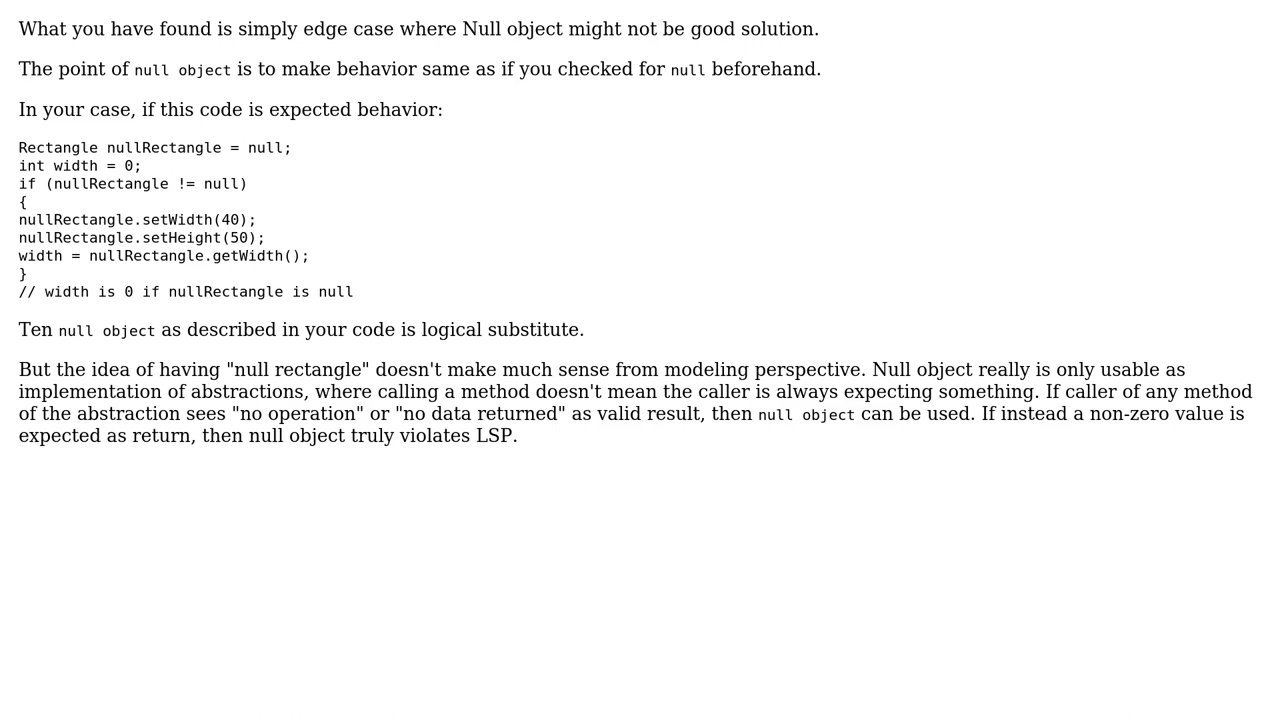 What you have found is simply edge case where Null object might not be good solution.
The point of null object is to make behavior same as if you checked for null beforehand.
In your case, if this code is expected behavior:
Rectangle nullRectangle = null;
int width = 0;
if (nullRectangle != null)
{
nullRectangle.setWidth(40);
nullRectangle.setHeight(50);
width = nullRectangle.getWidth();
}
// width is 0 if nullRectangle is null
Ten null object as described in your code is logical substitute.
But the idea of having "null rectangle" doesn't make much sense from modeling perspective. Null object really is only usable as
implementation of abstractions, where calling a method doesn't mean the caller is always expecting something. If caller of any method
of the abstraction sees "no operation" or "no data returned" as valid result, then null object can be used. If instead a non-zero value is
expected as return, then null object truly violates LSP.